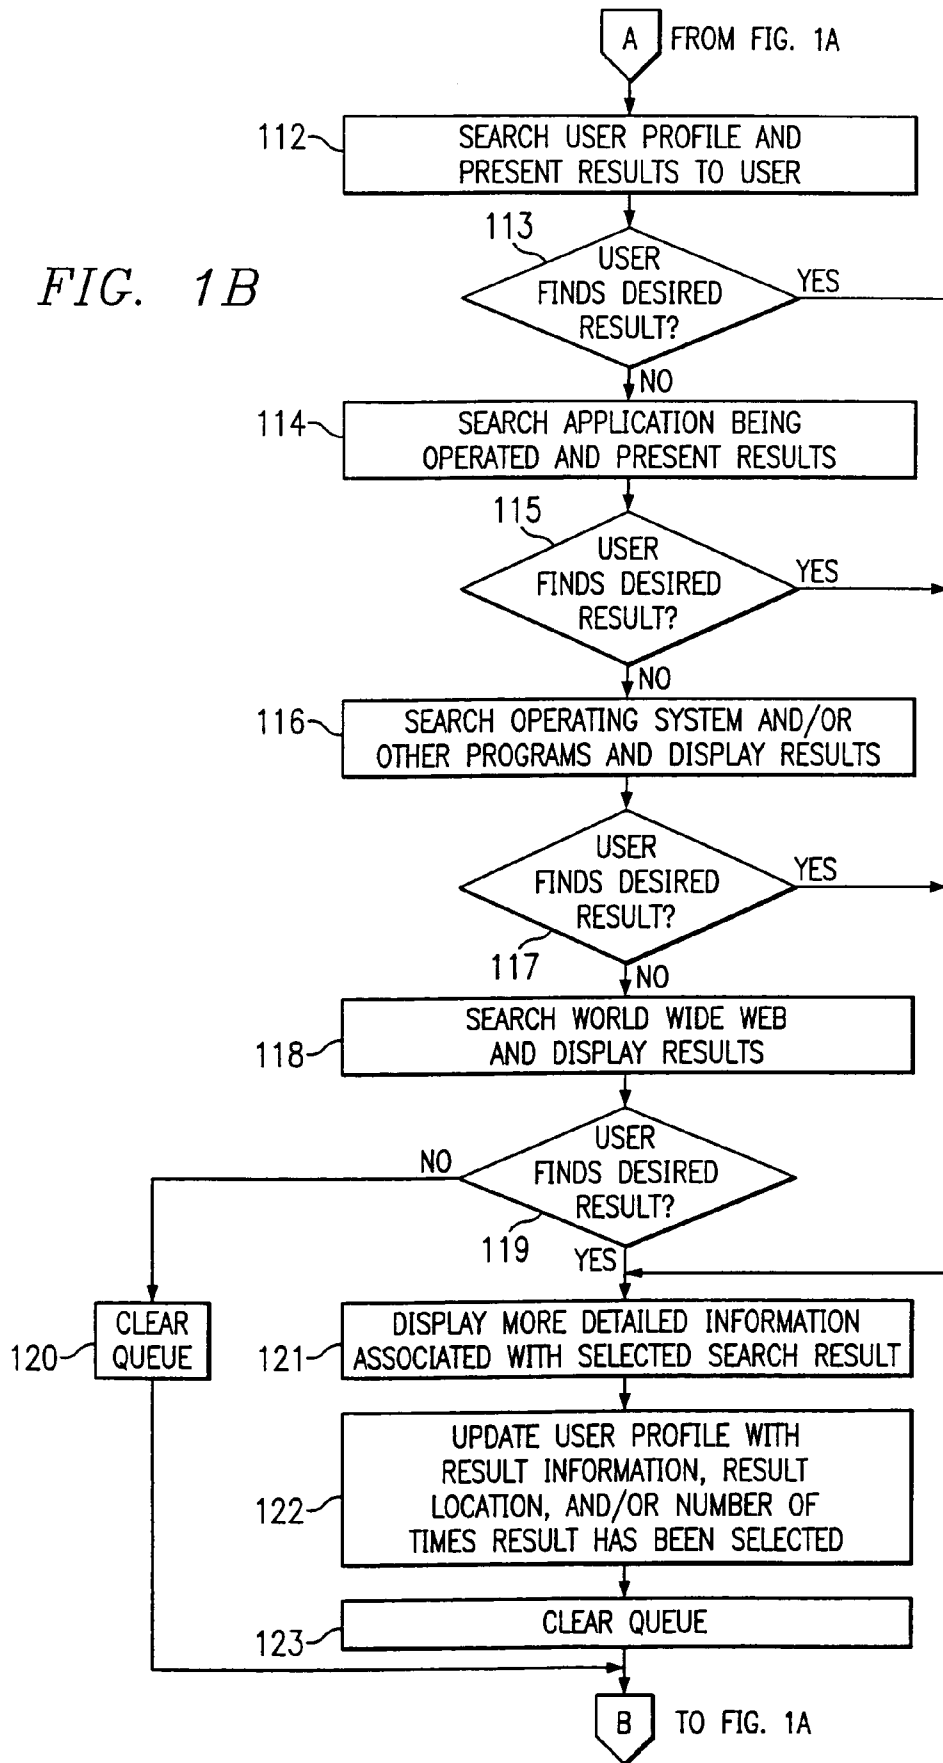 A FROM FIG. 1A
112
SEARCH USER PROFILE AND
PRESENT RESULTS TO USER
FIG. 1B
113
USER
FINDS DESIRED
RESULT?
YES
NO
114
SEARCH APPLICATION BEING
OPERATED AND PRESENT RESULTS
115
USER
FINDS DESIRED
RESULT?
YES
NO
116
SEARCH OPERATING SYSTEM AND/OR
OTHER PROGRAMS AND DISPLAY RESULTS
USER
FINDS DESIRED
RESULT?
YES
117
NO
118
SEARCH WORLD WIDE WEB
AND DISPLAY RESULTS
USER
FINDS DESIRED
RESULT?
NO
119
YES
120
CLEAR
QUEUE
121
DISPLAY MORE DETAILED INFORMATION
ASSOCIATED WITH SELECTED SEARCH RESULT
122
UPDATE USER PROFILE WITH
RESULT INFORMATION, RESULT
LOCATION, AND/OR NUMBER OF
TIMES RESULT HAS BEEN SELECTED
123
CLEAR QUEUE
B TO FIG. 1A